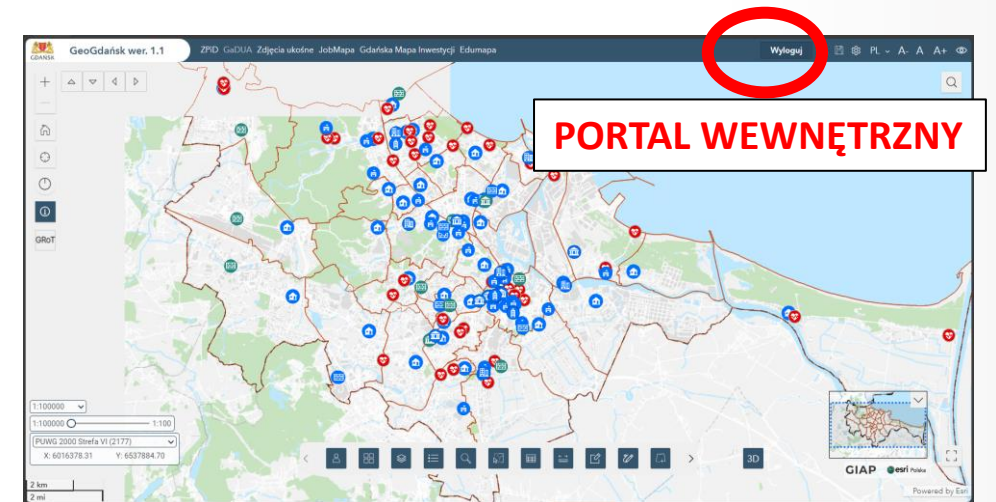 GDAŃSK
GeoGdańsk wer. 1.1
ZPiD GaDUA Zdjęcia ukośne JobMapa Gdańska Mapa Inwestycji Edumapa
Wyloguj
PL
A- A A+
PORTAL WEWNĘTRZNY
GRoT
1:100000
1:100000
1:100
PUWG 2000 Strefa VI (2177)
X: 6016378.31 Y: 6537884.70
2 km
2 mi
3D
GIAP
esri Polska
Powered by Esri